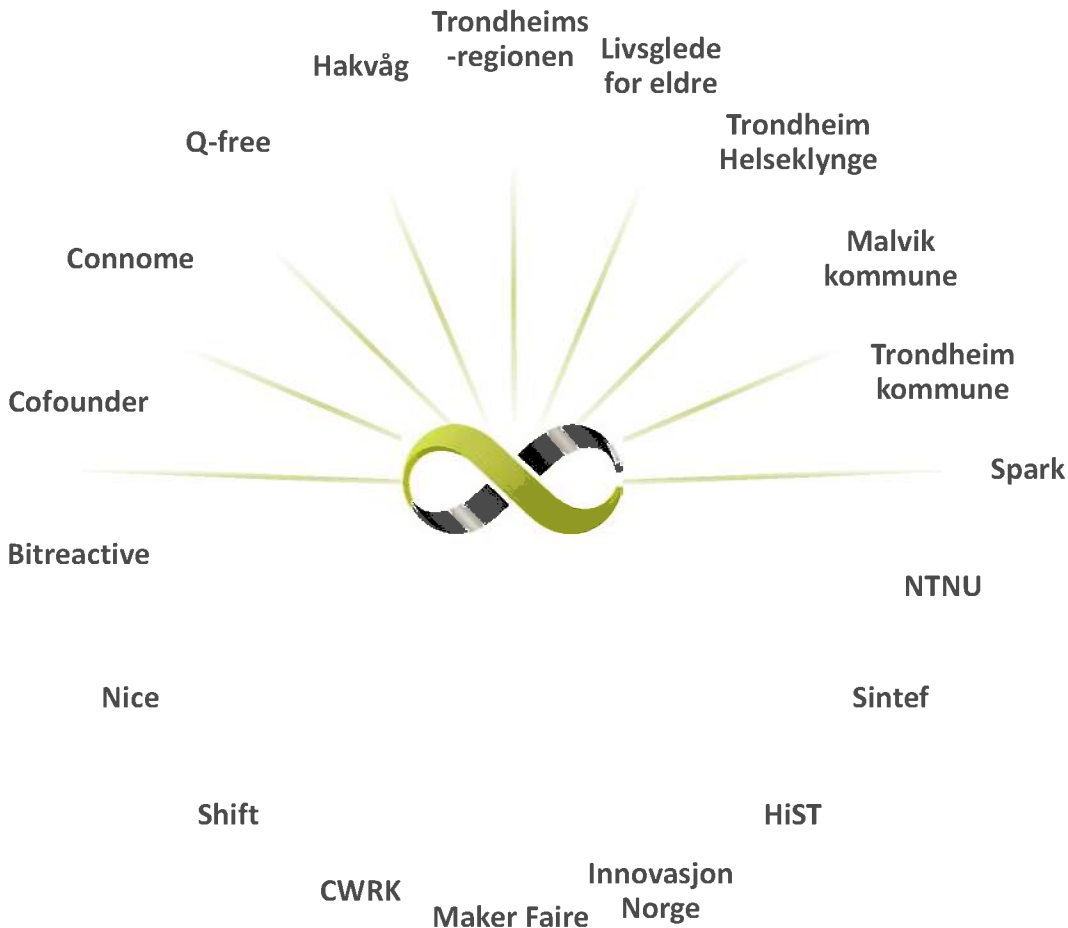 Trondheims
-regionen
Livsglede
for eldre
Hakvåg
Trondheim
Helseklynge
Q-free
Malvik
kommune
Connome
Trondheim
kommune
Cofounder
Spark
Bitreactive
NTNU
Nice
Sintef
Shift
HiST
Innovasjon
Norge
CWRK
Maker Faire